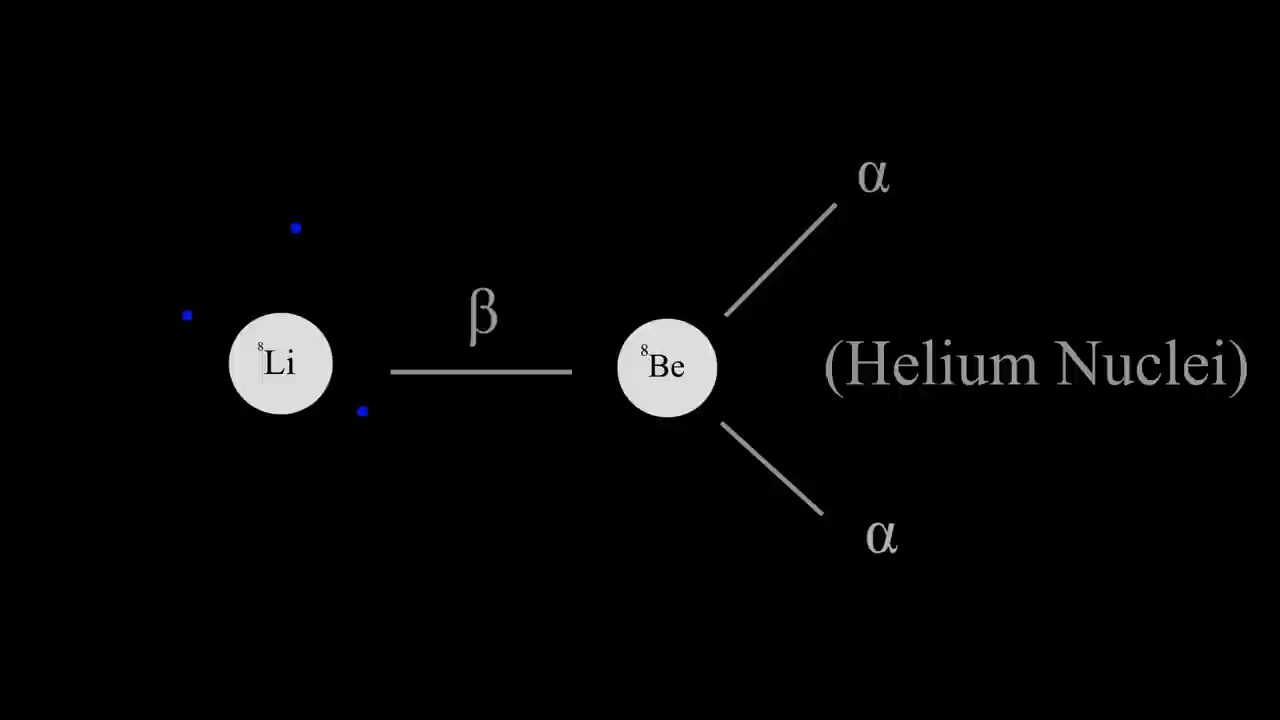 α
β
⁸Li
⁸Be
(Helium Nuclei)
α